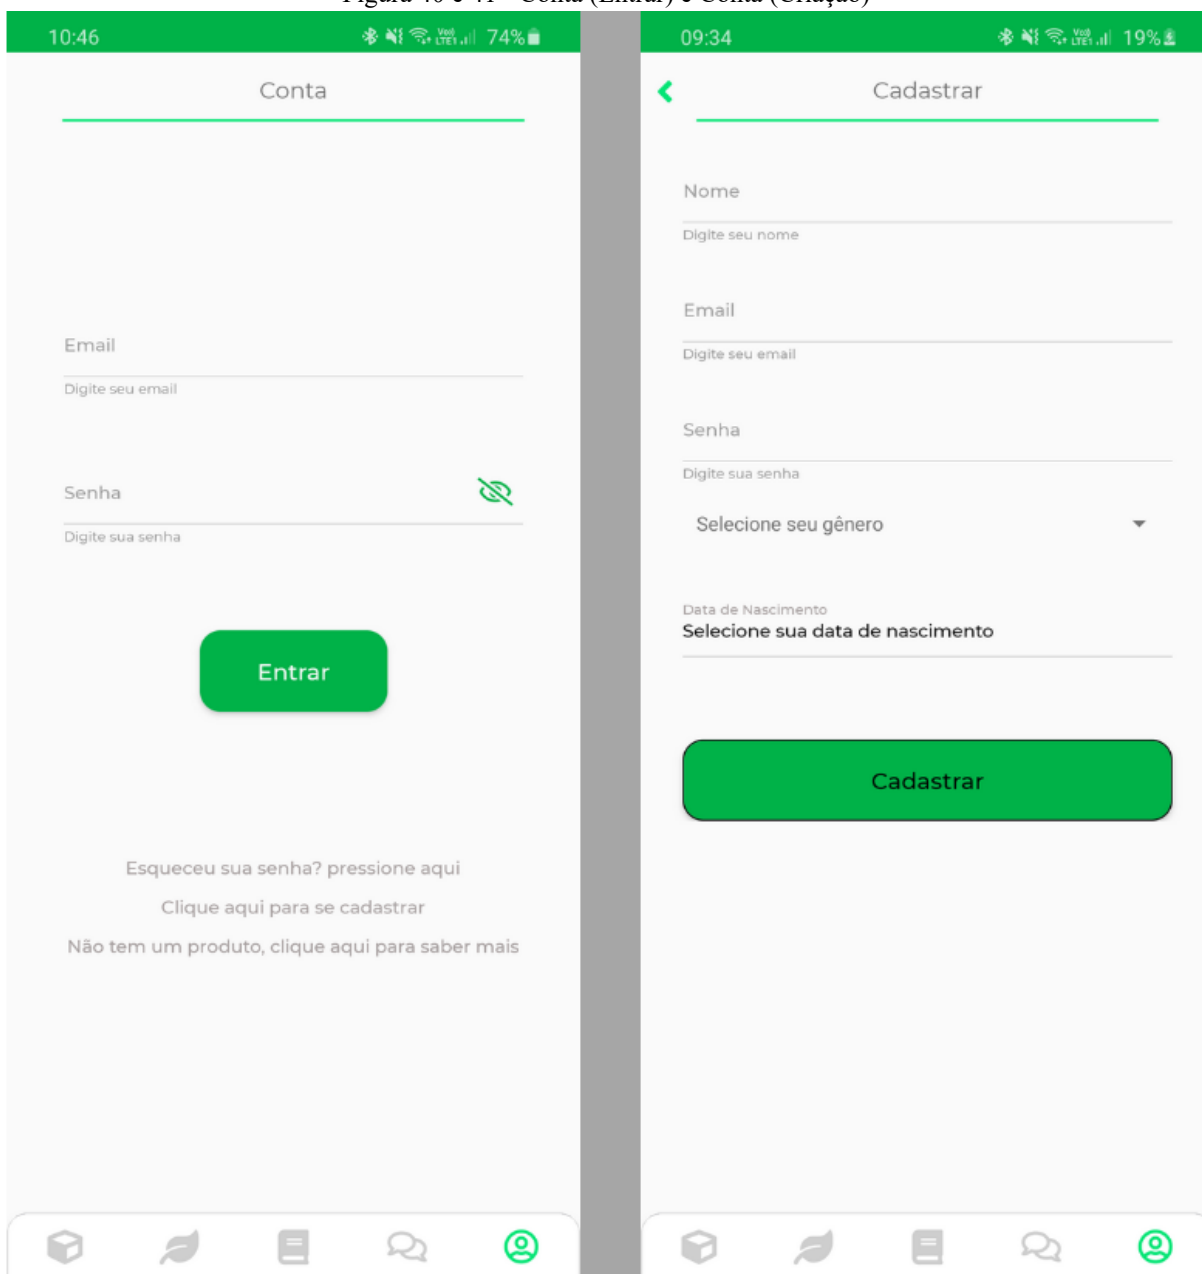 Figura 40 e 41 - Conta (Entrar) e Conta (Criação)
10:46
74%
Conta
Email
Digite seu email
Senha
Digite sua senha
Entrar
Esqueceu sua senha? pressione aqui
Clique aqui para se cadastrar
Não tem um produto, clique aqui para saber mais
09:34
19%
Cadastrar
Nome
Digite seu nome
Email
Digite seu email
Senha
Digite sua senha
Selecione seu gênero
Data de Nascimento
Selecione sua data de nascimento
Cadastrar